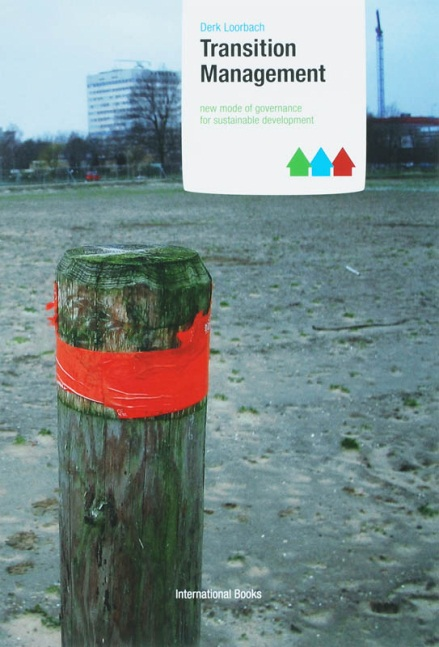 Derk Loorbach
Transition
Management
new mode of governance
for sustainable development
International Books